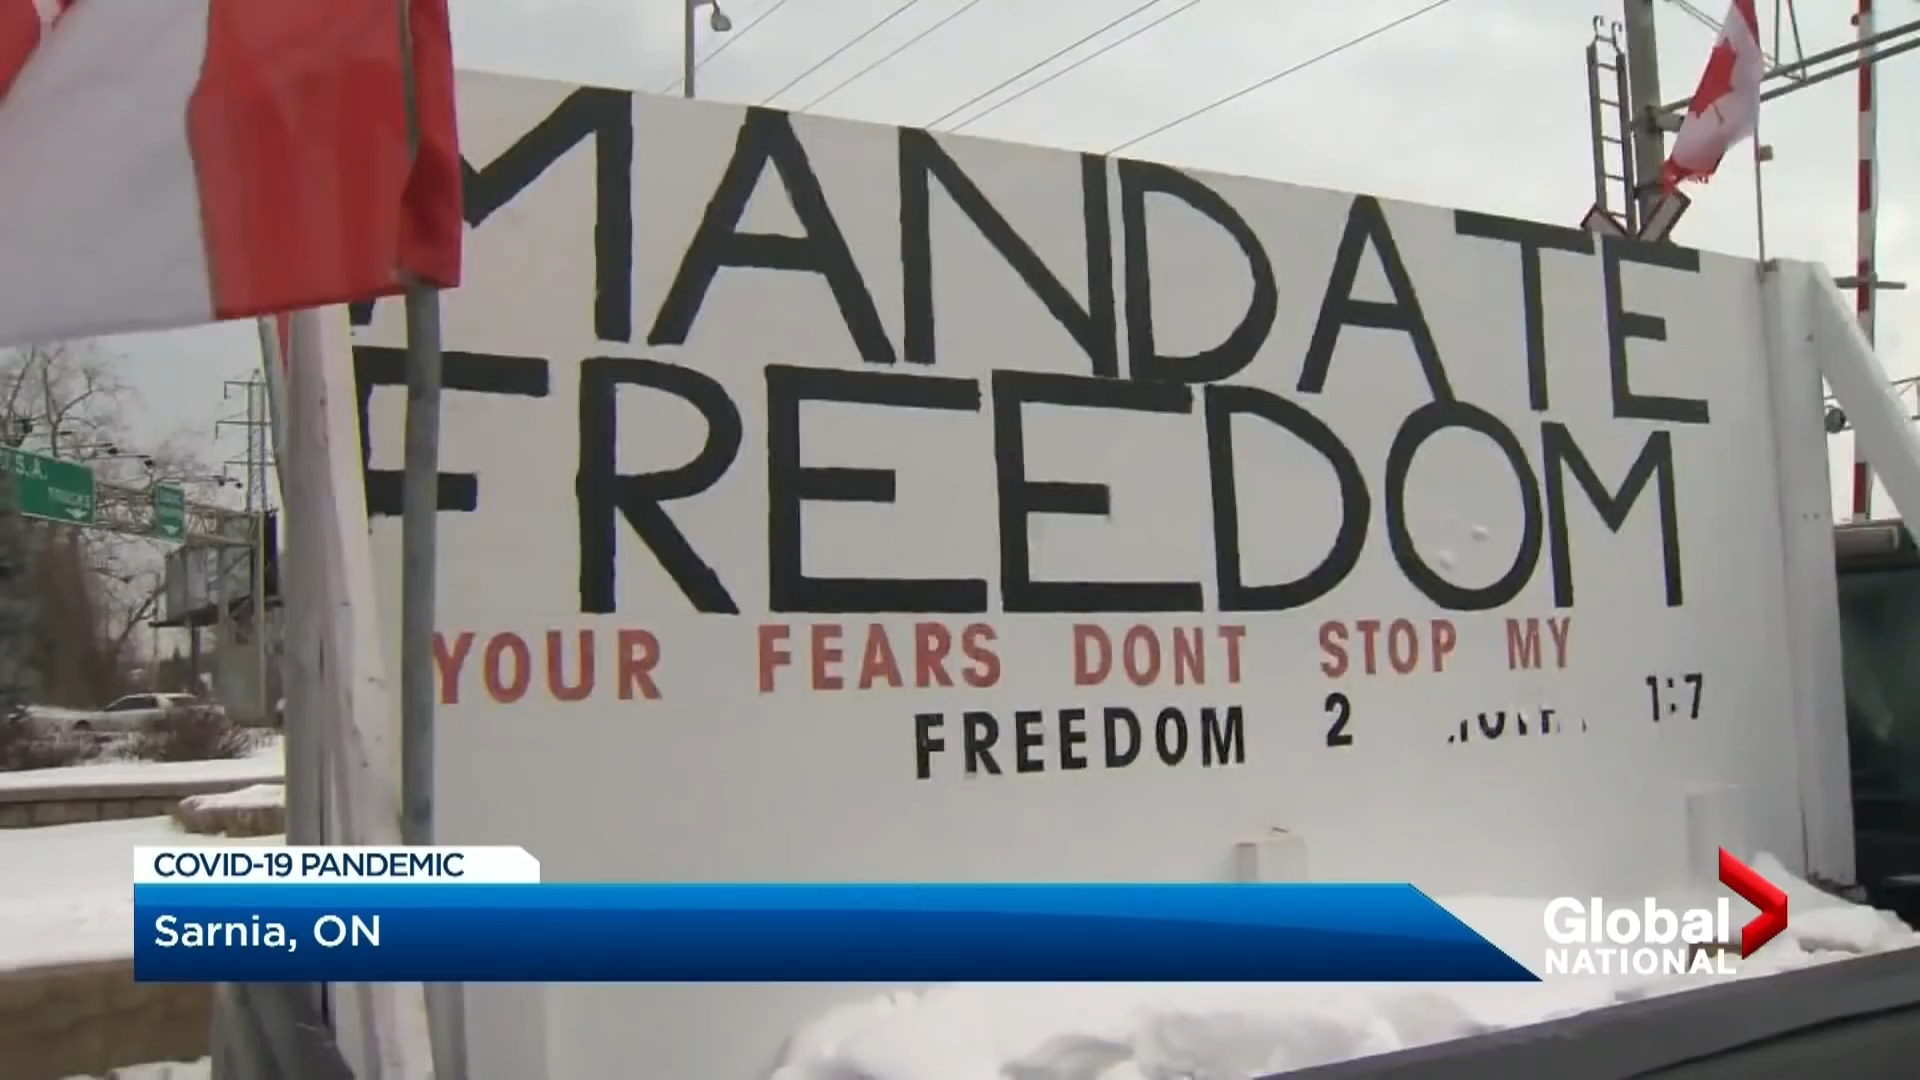 MANDATE
FREEDOM
YOUR FEARS DONT STOP MY
FREEDOM 2 1:7
U.S.A.
COVID-19 PANDEMIC
Sarnia, ON
Global
NATIONAL